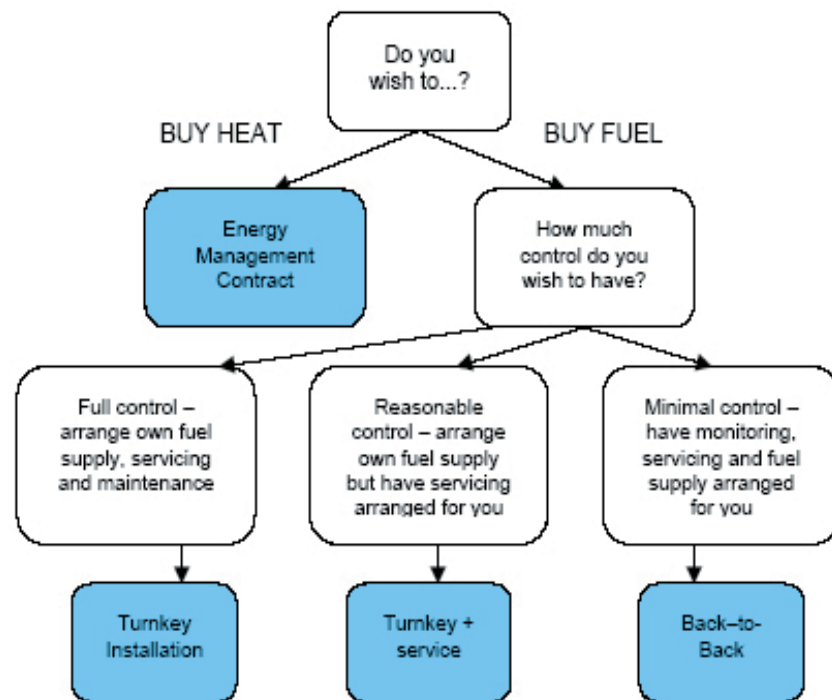 Do you
wish to...?
BUY HEAT
BUY FUEL
Energy
Management
Contract
How much
control do you
wish to have?
Full control –
arrange own fuel
supply, servicing
and maintenance
Reasonable
control – arrange
own fuel supply
but have servicing
arranged for you
Minimal control –
have monitoring,
servicing and fuel
supply arranged
for you
Turnkey
Installation
Turnkey +
service
Back–to-
Back